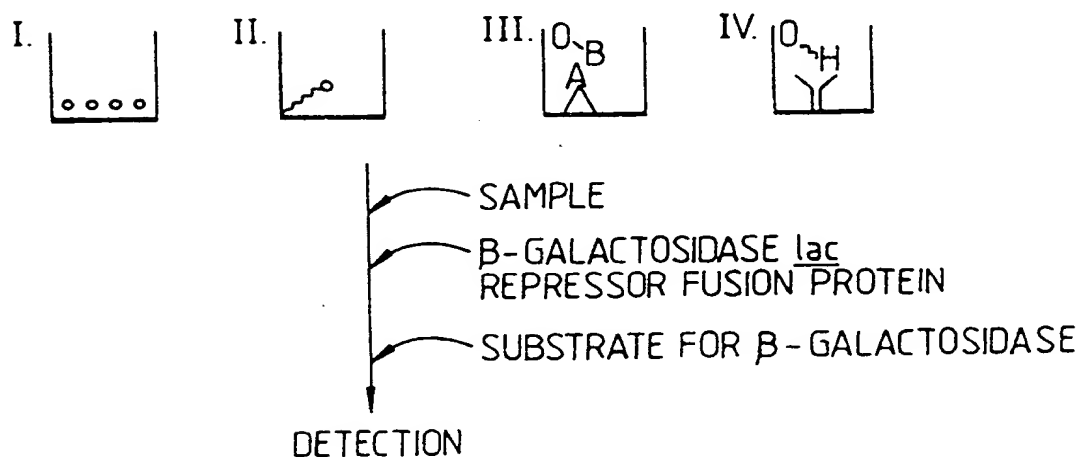 I. II. III. IV.
O O
B H
A
SAMPLE
β-GALACTOSIDASE lac
REPRESSOR FUSION PROTEIN
SUBSTRATE FOR β-GALACTOSIDASE
DETECTION